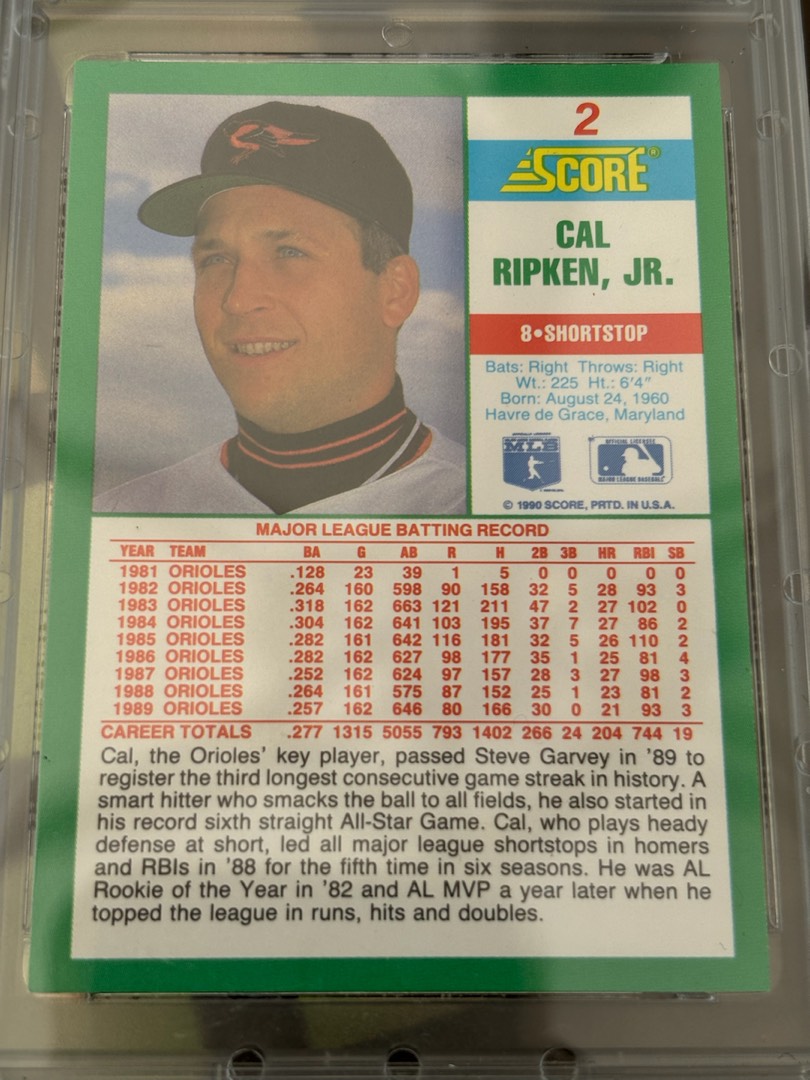 2
SCORE®
CAL
RIPKEN, JR.
8•SHORTSTOP
Bats: Right Throws: Right
Wt.: 225 Ht.: 6'4"
Born: August 24, 1960
Havre de Grace, Maryland
MLB
OFFICIAL LICENSEE
MAJOR LEAGUE BASEBALL
© 1990 SCORE, PRTD. IN U.S.A.
MAJOR LEAGUE BATTING RECORD
YEAR TEAM BA G AB R H 2B 3B HR RBI SB
1981 ORIOLES .128 23 39 1 5 0 0 0 0 0
1982 ORIOLES .264 160 598 90 158 32 5 28 93 3
1983 ORIOLES .318 162 663 121 211 47 2 27 102 0
1984 ORIOLES .304 162 641 103 195 37 7 27 86 2
1985 ORIOLES .282 161 642 116 181 32 5 26 110 2
1986 ORIOLES .282 162 627 98 177 35 1 25 81 4
1987 ORIOLES .252 162 624 97 157 28 3 27 98 3
1988 ORIOLES .264 161 575 87 152 25 1 23 81 2
1989 ORIOLES .257 162 646 80 166 30 0 21 93 3
CAREER TOTALS .277 1315 5055 793 1402 266 24 204 744 19
Cal, the Orioles' key player, passed Steve Garvey in '89 to
register the third longest consecutive game streak in history. A
smart hitter who smacks the ball to all fields, he also started in
his record sixth straight All-Star Game. Cal, who plays heady
defense at short, led all major league shortstops in homers
and RBIs in '88 for the fifth time in six seasons. He was AL
Rookie of the Year in '82 and AL MVP a year later when he
topped the league in runs, hits and doubles.